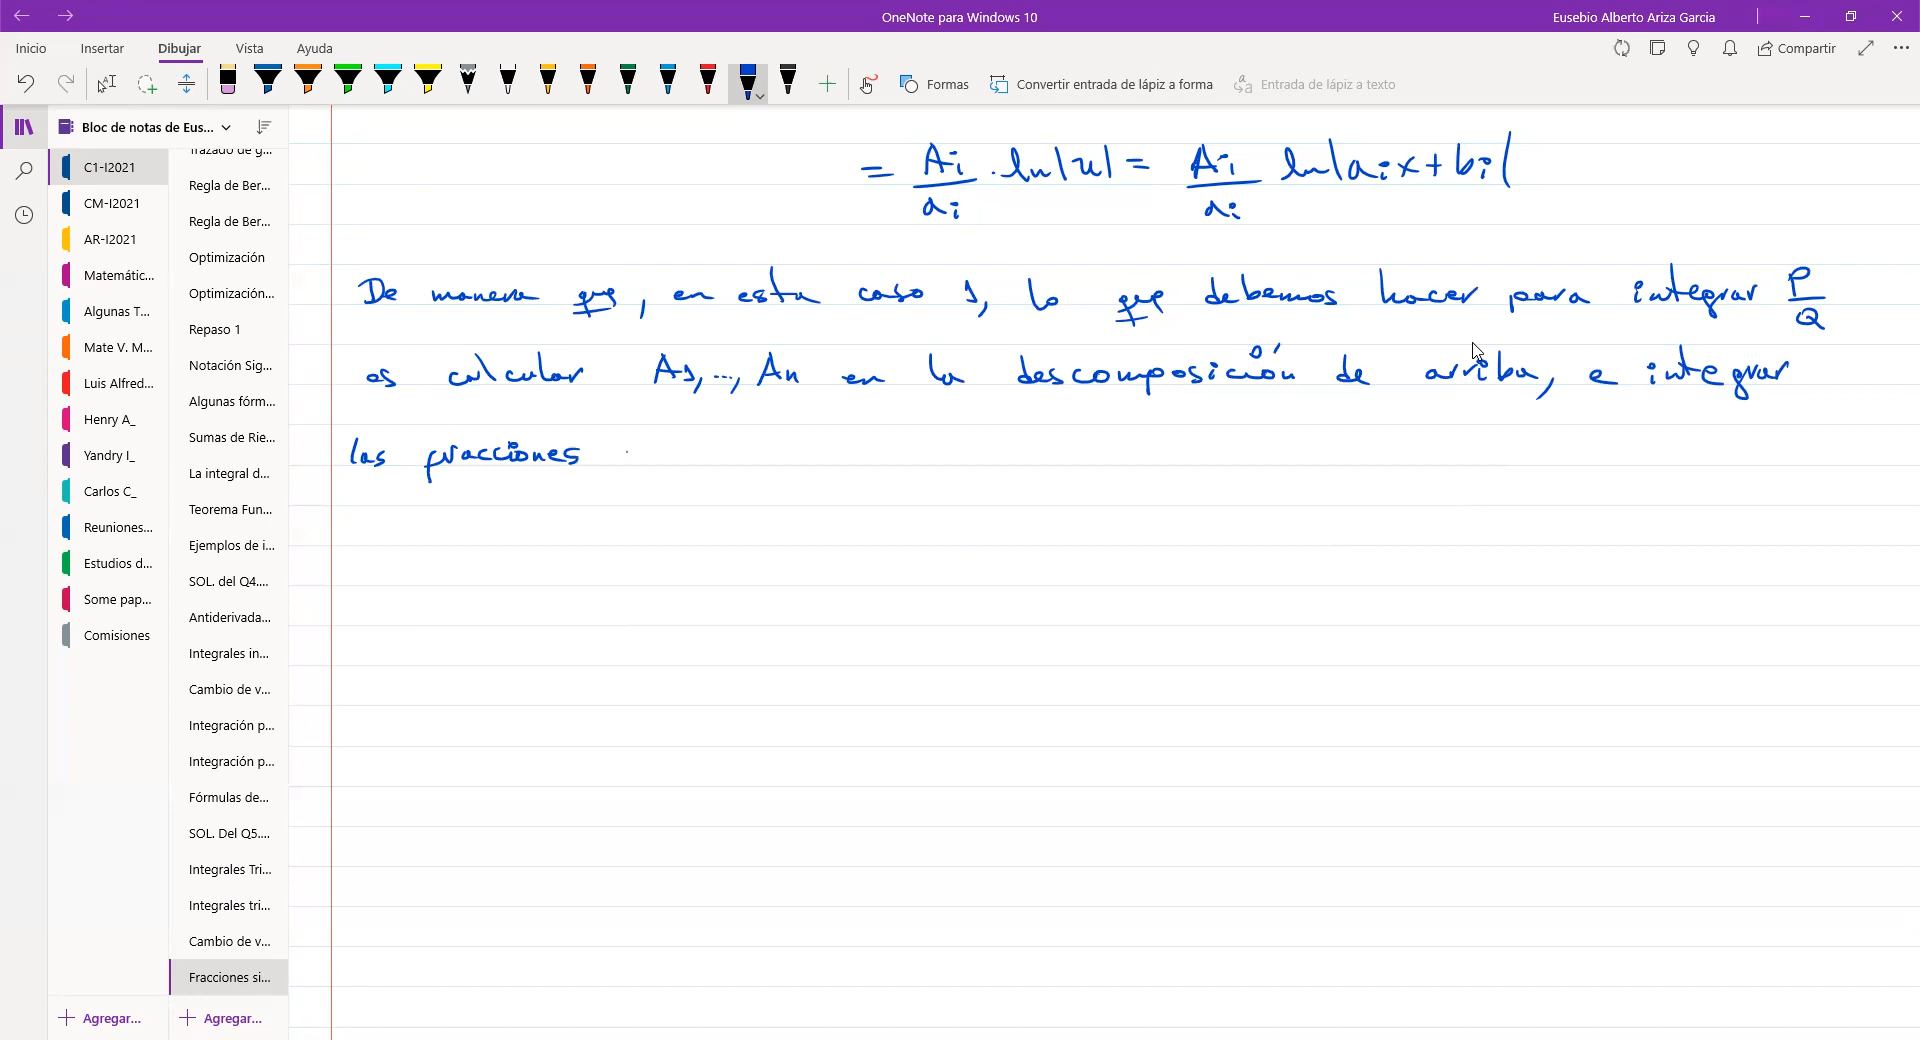 OneNote para Windows 10
Eusebio Alberto Ariza Garcia
Inicio Insertar Dibujar Vista Ayuda
Compartir
Formas
Convertir entrada de lápiz a forma
Entrada de lápiz a texto
Bloc de notas de Eus...
C1-I2021
CM-I2021
AR-I2021
Matemátic...
Algunas T...
Mate V. M...
Luis Alfred...
Henry A_
Yandry I_
Carlos C_
Reuniones...
Estudios d...
Some pap...
Comisiones
Agregar...
Trazado de g...
Regla de Ber...
Regla de Ber...
Optimización
Optimización...
Repaso 1
Notación Sig...
Algunas fórm...
Sumas de Rie...
La integral d...
Teorema Fun...
Ejemplos de i...
SOL. del Q4....
Antiderivada...
Integrales in...
Cambio de v...
Integración p...
Integración p...
Fórmulas de...
SOL. Del Q5....
Integrales Tri...
Integrales tri...
Cambio de v...
Fracciones si...
Agregar...
= Ai/ai . ln|u| = Ai/ai ln|aix + bi|
De manera que, en esta caso 1, lo que debemos hacer para integrar P/Q
es calcular A1,..., An en la descomposición de arriba, e integrar
las fracciones